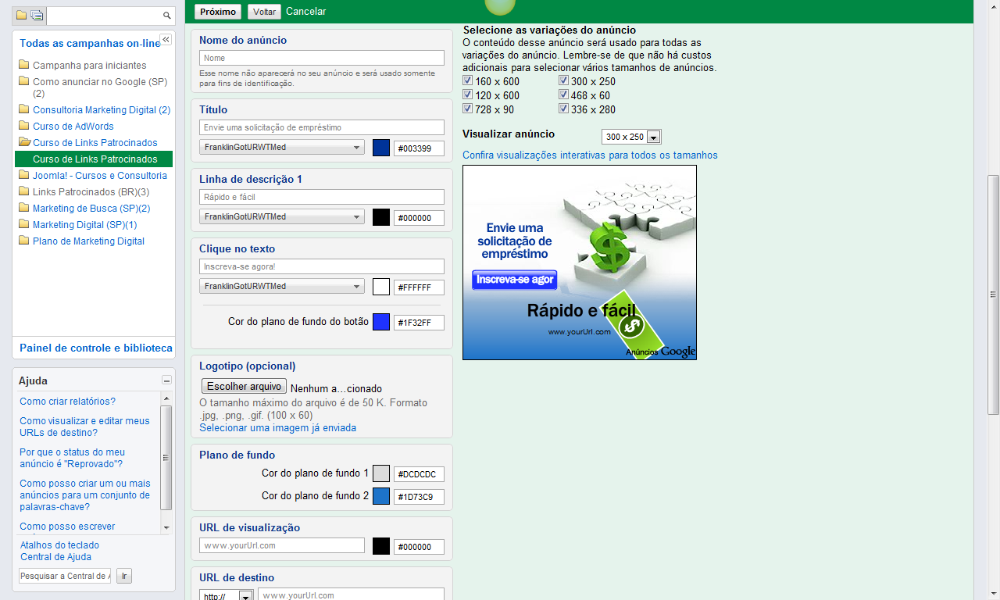 Próximo
Voltar
Cancelar
Todas as campanhas on-line
Campanha para iniciantes
Como anunciar no Google (SP)
(2)
Consultoria Marketing Digital (2)
Curso de AdWords
Curso de Links Patrocinados
Curso de Links Patrocinados
Joomla! - Cursos e Consultoria
Links Patrocinados (BR)(3)
Marketing de Busca (SP)(2)
Marketing Digital (SP)(1)
Plano de Marketing Digital
Painel de controle e biblioteca
Ajuda
Como criar relatórios?
Como visualizar e editar meus
URLs de destino?
Por que o status do meu
anúncio é "Reprovado"?
Como posso criar um ou mais
anúncios para um conjunto de
palavras-chave?
Como posso escrever
Atalhos do teclado
Central de Ajuda
Pesquisar a Central de A
Ir
Nome do anúncio
Nome
Esse nome não aparecerá no seu anúncio e será usado somente
para fins de identificação.
Título
Envie uma solicitação de empréstimo
FranklinGotURWTMed
#003399
Linha de descrição 1
Rápido e fácil
FranklinGotURWTMed
#000000
Clique no texto
Inscreva-se agora!
FranklinGotURWTMed
#FFFFFF
Cor do plano de fundo do botão
#1F32FF
Logotipo (opcional)
Escolher arquivo Nenhum a...cionado
O tamanho máximo do arquivo é de 50 K. Formato
.jpg, .png, .gif. (100 x 60)
Selecionar uma imagem já enviada
Plano de fundo
Cor do plano de fundo 1
#DCDCDC
Cor do plano de fundo 2
#1D73C9
URL de visualização
www.yourUrl.com
#000000
URL de destino
http://
www.yourUrl.com
Selecione as variações do anúncio
O conteúdo desse anúncio será usado para todas as
variações do anúncio. Lembre-se de que não há custos
adicionais para selecionar vários tamanhos de anúncios.
160 x 600
300 x 250
120 x 600
468 x 60
728 x 90
336 x 280
Visualizar anúncio
300 x 250
Confira visualizações interativas para todos os tamanhos
Envie uma
solicitação de
empréstimo
Inscreva-se agor
Rápido e fácil
www.yourUrl.com
Anúncios Google